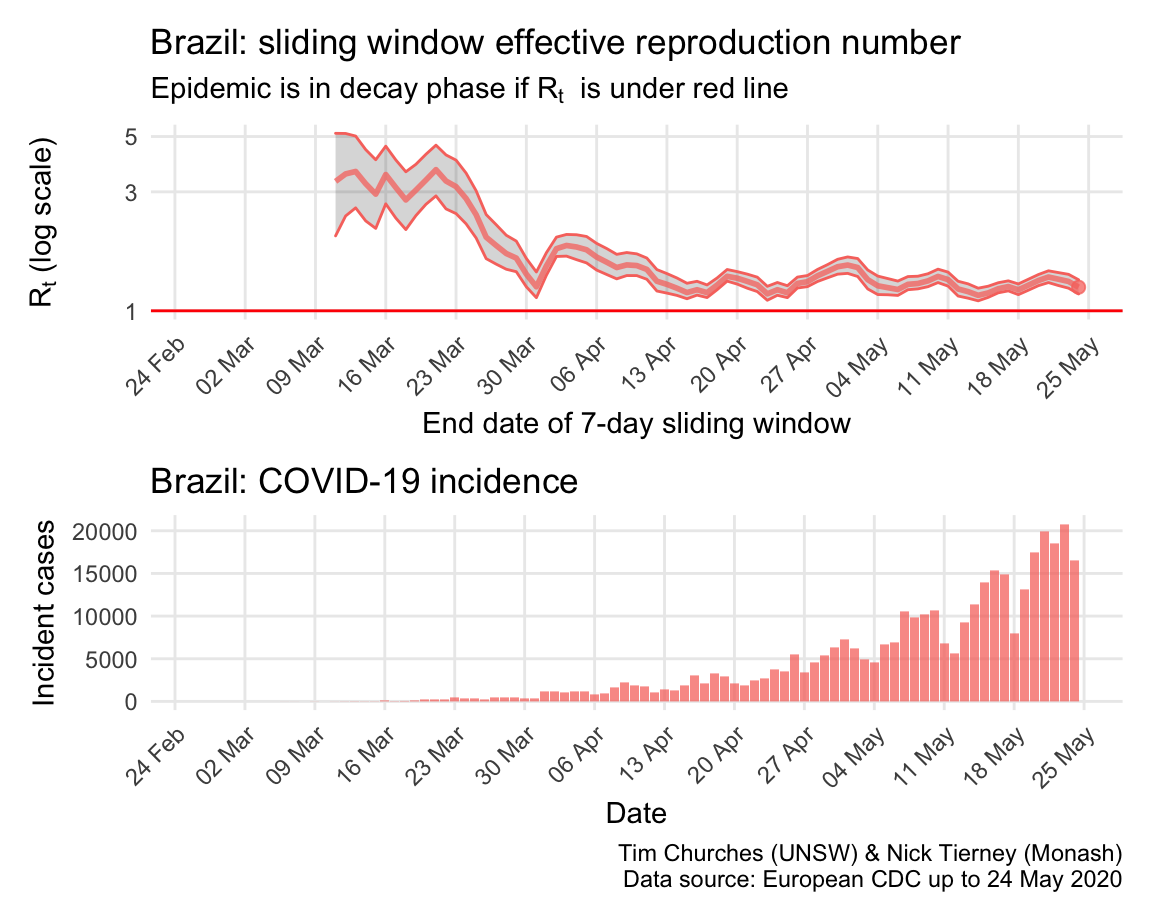 Brazil: sliding window effective reproduction number
Epidemic is in decay phase if Rt is under red line
Rt (log scale)
5
3
1
24 Feb
02 Mar
09 Mar
16 Mar
23 Mar
30 Mar
06 Apr
13 Apr
20 Apr
27 Apr
04 May
11 May
18 May
25 May
End date of 7-day sliding window
Brazil: COVID-19 incidence
Incident cases
20000
15000
10000
5000
0
24 Feb
02 Mar
09 Mar
16 Mar
23 Mar
30 Mar
06 Apr
13 Apr
20 Apr
27 Apr
04 May
11 May
18 May
25 May
Date
Tim Churches (UNSW) & Nick Tierney (Monash)
Data source: European CDC up to 24 May 2020